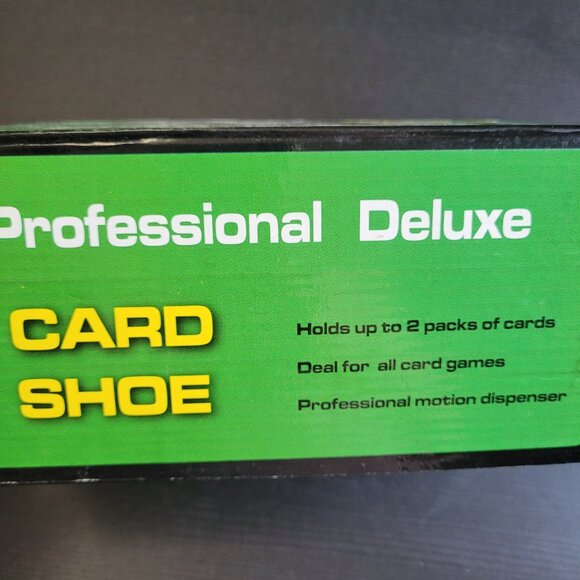 Professional Deluxe
CARD
SHOE
Holds up to 2 packs of cards
Deal for all card games
Professional motion dispenser